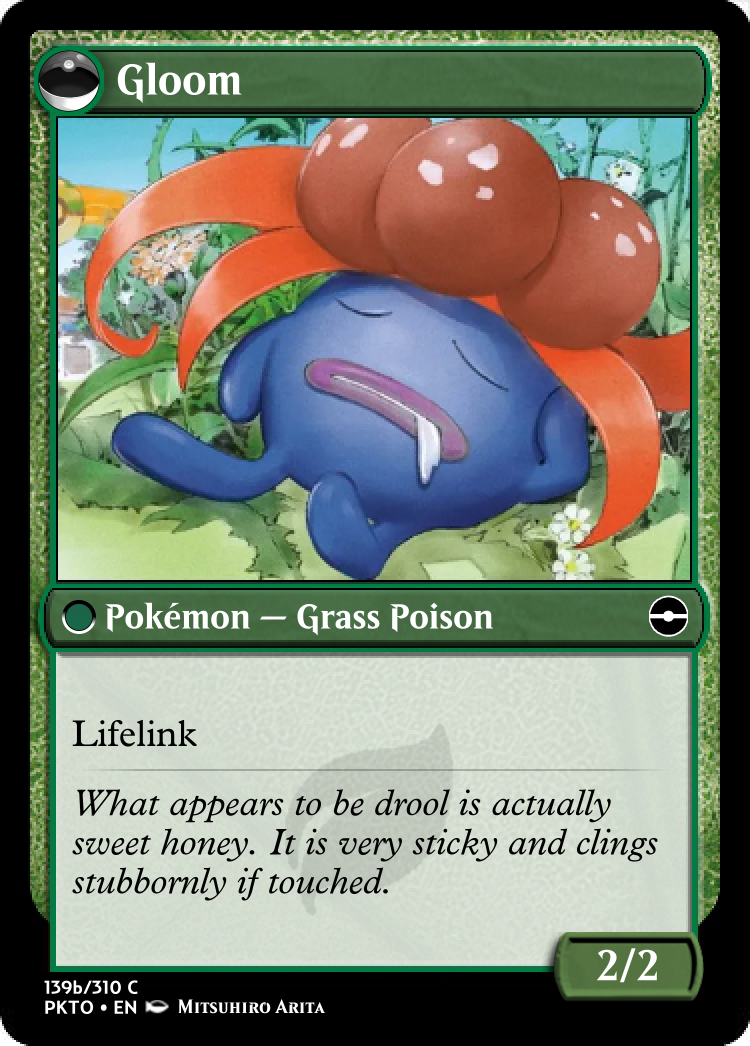 Gloom
Pokémon — Grass Poison
Lifelink
What appears to be drool is actually
sweet honey. It is very sticky and clings
stubbornly if touched.
2/2
139b/310 C
PKTO • EN Mitsuhiro Arita